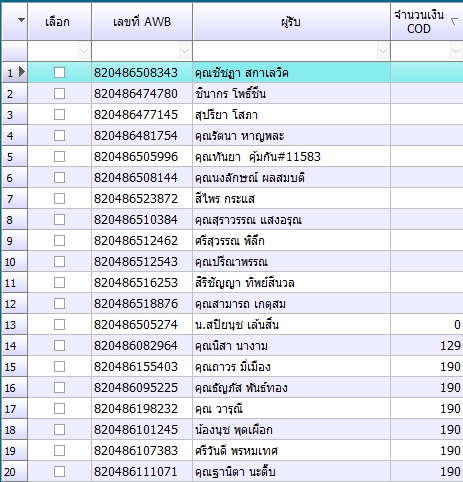 เลือก เลขที่ AWB ผู้รับ จำนวนเงิน COD
1 820486508343 คุณชัชฎา สกาเลวิค
2 820486474780 ชินากร โพธิ์ชื่น
3 820486477145 สุปรียา โสภา
4 820486481754 คุณรัตนา หาญพละ
5 820486505996 คุณทันยา คุ้มกัน#11583
6 820486508144 คุณนงลักษณ์ ผลสมบติ
7 820486523872 สีไพร กระแส
8 820486510384 คุณสุราวรรณ แสงอรุณ
9 820486512462 ศรีสุวรรณ พิลึก
10 820486512543 คุณปรีณาพรรณ
11 820486516253 สิริชัญญา ทิพย์สีนวล
12 820486518876 คุณสามารถ เกตุสม
13 820486505274 น.สปิยนุช เล้นลิ้น 0
14 820486082964 คุณนิสา นางาม 129
15 820486155403 คุณถาวร มีเมือง 190
16 820486095225 คุณธัญภัส พันธ์ทอง 190
17 820486198232 คุณ วารุณี 190
18 820486101245 น้องนุช พุดเผือก 190
19 820486107383 ศรีวันดี พรหมเทศ 190
20 820486111071 คุณฐานิตา นะตื้บ 190